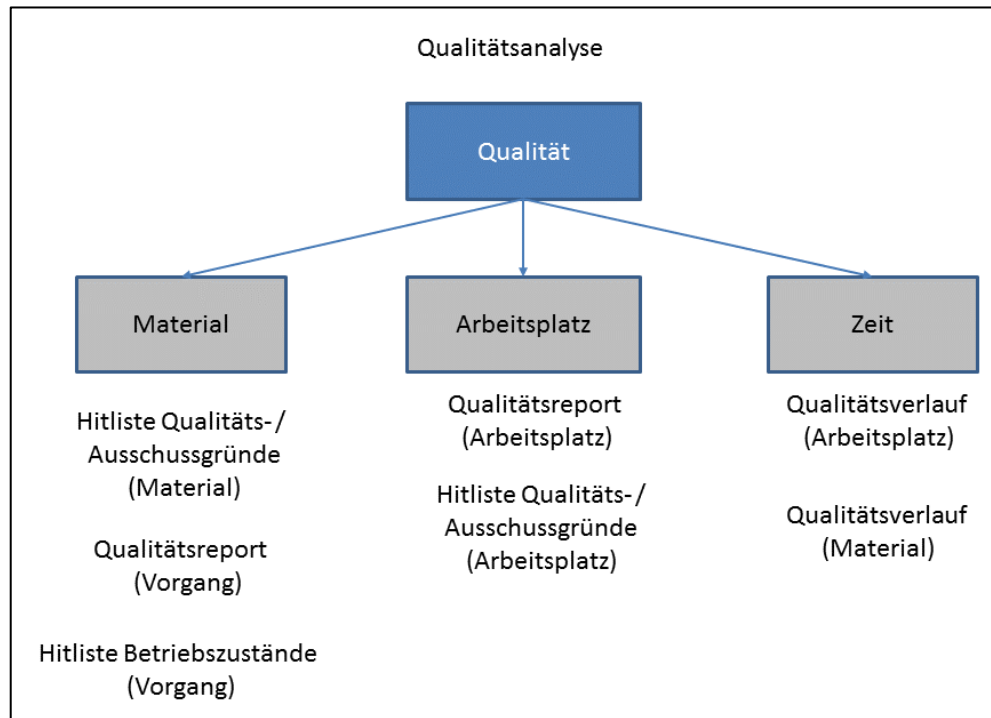 Qualitätsanalyse
Qualität
Material
Hitliste Qualitäts- /
Ausschussgründe
(Material)
Qualitätsreport
(Vorgang)
Hitliste Betriebszustände
(Vorgang)
Arbeitsplatz
Qualitätsreport
(Arbeitsplatz)
Hitliste Qualitäts- /
Ausschussgründe
(Arbeitsplatz)
Zeit
Qualitätsverlauf
(Arbeitsplatz)
Qualitätsverlauf
(Material)